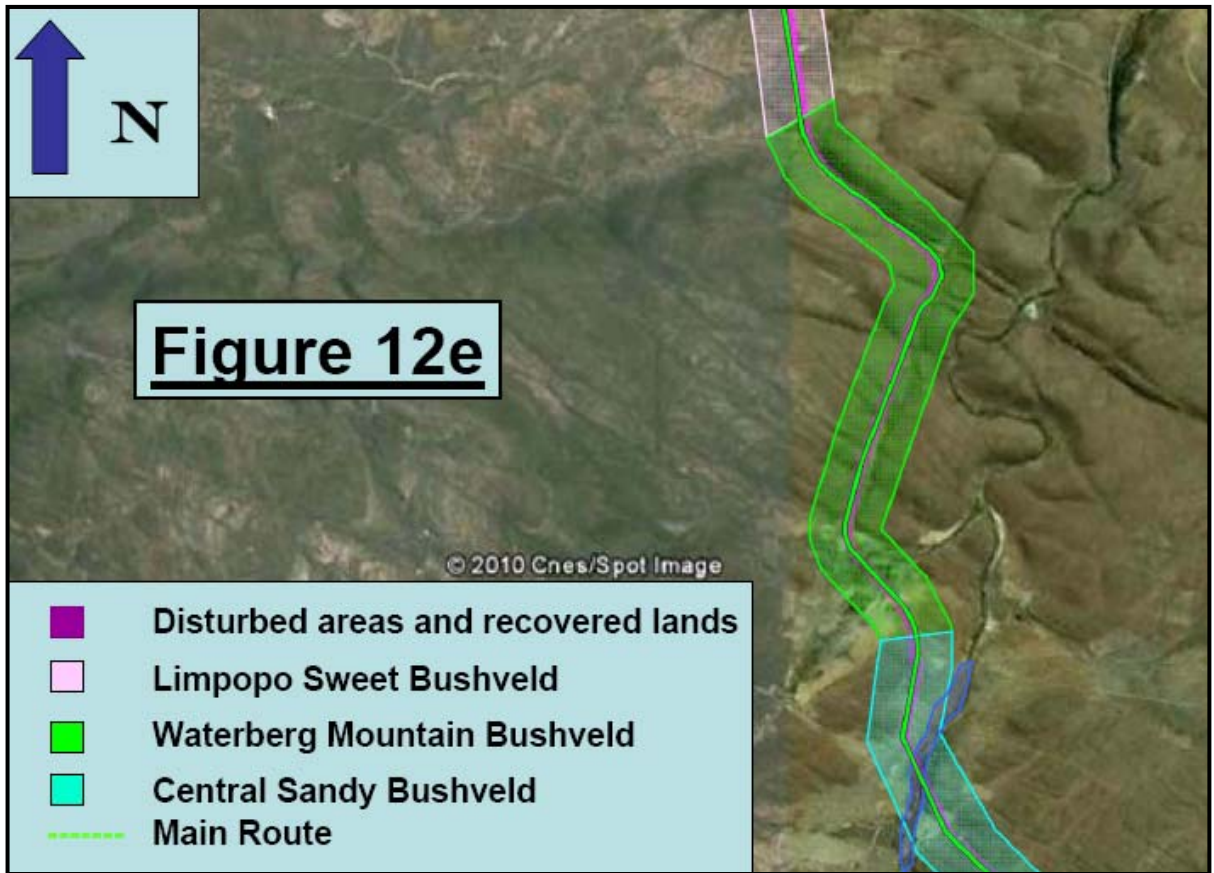 N
Figure 12e
© 2010 Cnes/Spot Image
Disturbed areas and recovered lands
Limpopo Sweet Bushveld
Waterberg Mountain Bushveld
Central Sandy Bushveld
Main Route